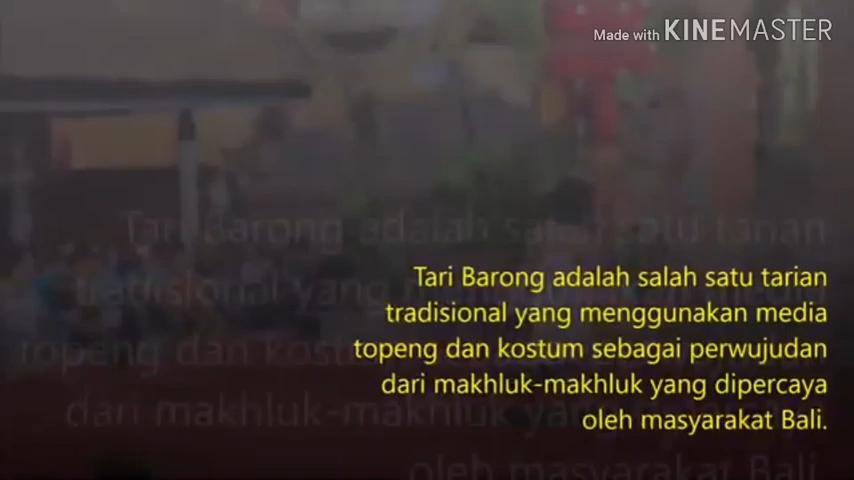 Made with KINEMASTER
Tari Barong adalah salah satu tarian
tradisional yang menggunakan media
topeng dan kostum sebagai perwujudan
dari makhluk-makhluk yang dipercaya
oleh masyarakat Bali.